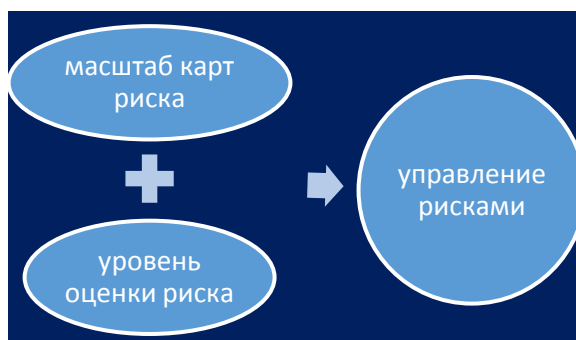 масштаб карт
риска
уровень
оценки риска
управление
рисками